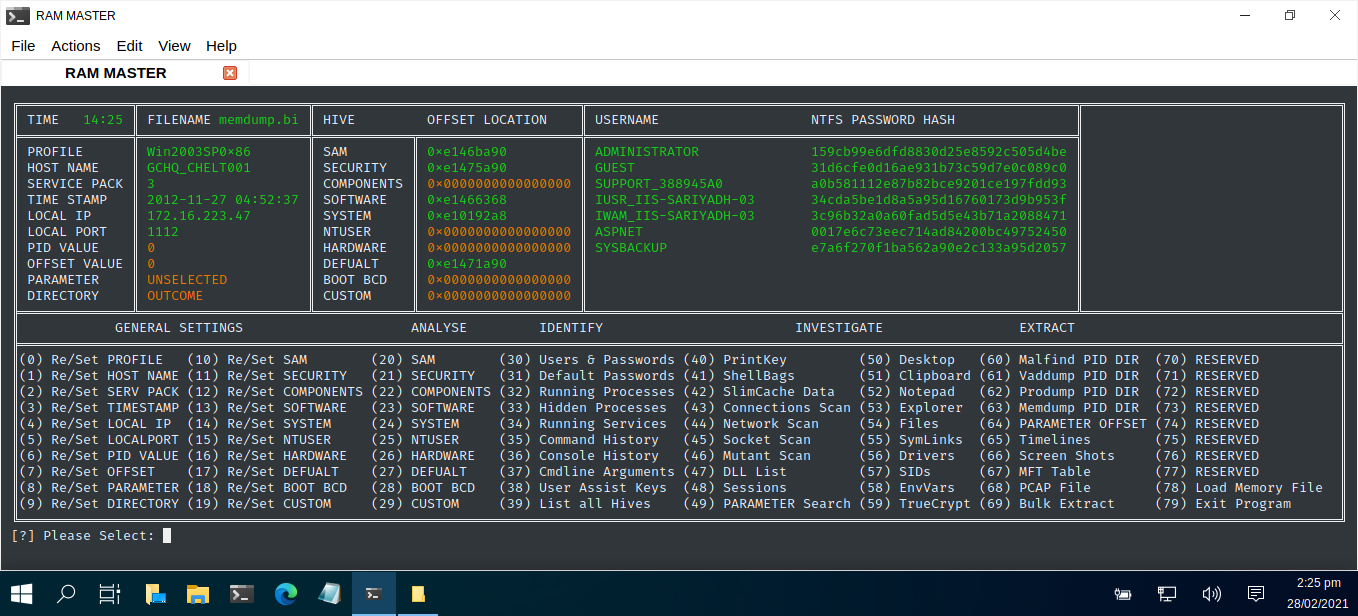 RAM MASTER
File Actions Edit View Help
RAM MASTER
TIME 14:25 FILENAME memdump.bi HIVE OFFSET LOCATION USERNAME NTFS PASSWORD HASH
PROFILE Win2003SP0×86 SAM 0×e146ba90 ADMINISTRATOR 159cb99e6dfd8830d25e8592c505d4be
HOST NAME GCHQ_CHELT001 SECURITY 0×e1475a90 GUEST 31d6cfe0d16ae931b73c59d7e0c089c0
SERVICE PACK 3 COMPONENTS 0×0000000000000000 SUPPORT_388945A0 a0b581112e87b82bce9201ce197fdd93
TIME STAMP 2012-11-27 04:52:37 SOFTWARE 0×e1466368 IUSR_IIS-SARIYADH-03 34cda5be1d8a5a95d16760173d9b953f
LOCAL IP 172.16.223.47 SYSTEM 0×e10192a8 IWAM_IIS-SARIYADH-03 3c96b32a0a60fad5d5e43b71a2088471
LOCAL PORT 1112 NTUSER 0×0000000000000000 ASPNET 0017e6c73eec714ad84200bc49752450
PID VALUE 0 HARDWARE 0×0000000000000000 SYSBACKUP e7a6f270f1ba562a90e2c133a95d2057
OFFSET VALUE 0 DEFUALT 0×e1471a90
PARAMETER UNSELECTED BOOT BCD 0×0000000000000000
DIRECTORY OUTCOME CUSTOM 0×0000000000000000
GENERAL SETTINGS ANALYSE IDENTIFY INVESTIGATE EXTRACT
(0) Re/Set PROFILE (10) Re/Set SAM (20) SAM (30) Users & Passwords (40) PrintKey (50) Desktop (60) Malfind PID DIR (70) RESERVED
(1) Re/Set HOST NAME (11) Re/Set SECURITY (21) SECURITY (31) Default Passwords (41) ShellBags (51) Clipboard (61) Vaddump PID DIR (71) RESERVED
(2) Re/Set SERV PACK (12) Re/Set COMPONENTS (22) COMPONENTS (32) Running Processes (42) SlimCache Data (52) Notepad (62) Prodump PID DIR (72) RESERVED
(3) Re/Set TIMESTAMP (13) Re/Set SOFTWARE (23) SOFTWARE (33) Hidden Processes (43) Connections Scan (53) Explorer (63) Memdump PID DIR (73) RESERVED
(4) Re/Set LOCAL IP (14) Re/Set SYSTEM (24) SYSTEM (34) Running Services (44) Network Scan (54) Files (64) PARAMETER OFFSET (74) RESERVED
(5) Re/Set LOCALPORT (15) Re/Set NTUSER (25) NTUSER (35) Command History (45) Socket Scan (55) SymLinks (65) Timelines (75) RESERVED
(6) Re/Set PID VALUE (16) Re/Set HARDWARE (26) HARDWARE (36) Console History (46) Mutant Scan (56) Drivers (66) Screen Shots (76) RESERVED
(7) Re/Set OFFSET (17) Re/Set DEFUALT (27) DEFUALT (37) Cmdline Arguments (47) DLL List (57) SIDs (67) MFT Table (77) RESERVED
(8) Re/Set PARAMETER (18) Re/Set BOOT BCD (28) BOOT BCD (38) User Assist Keys (48) Sessions (58) EnvVars (68) PCAP File (78) Load Memory File
(9) Re/Set DIRECTORY (19) Re/Set CUSTOM (29) CUSTOM (39) List all Hives (49) PARAMETER Search (59) TrueCrypt (69) Bulk Extract (79) Exit Program
[?] Please Select:
2:25 pm
28/02/2021